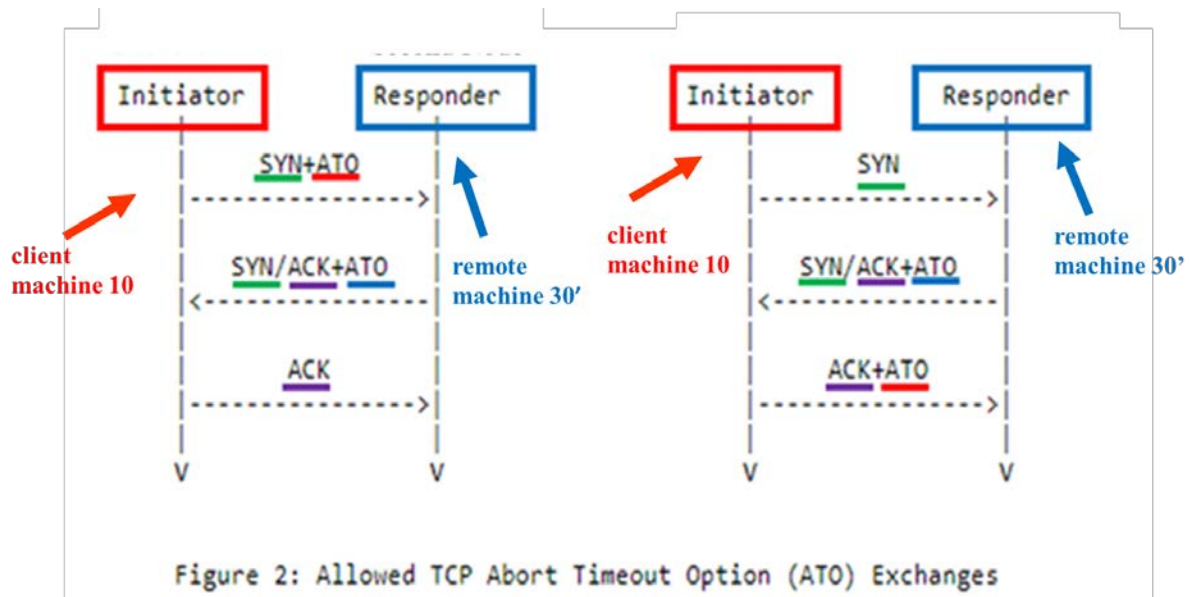 Initiator Responder Initiator Responder
SYN+ATO SYN
client machine 10
remote machine 30'
client machine 10
remote machine 30’
SYN/ACK+ATO SYN/ACK+ATO
ACK ACK+ATO
V V V V
Figure 2: Allowed TCP Abort Timeout Option (ATO) Exchanges